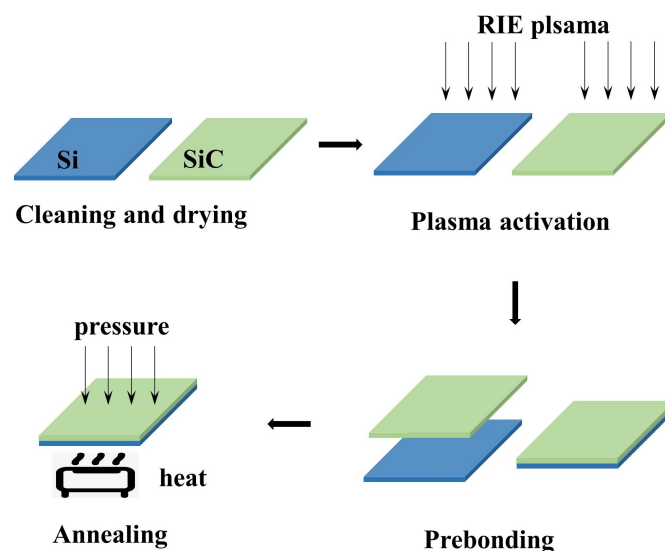 RIE plsama
Si
SiC
Cleaning and drying
Plasma activation
pressure
heat
Annealing
Prebonding